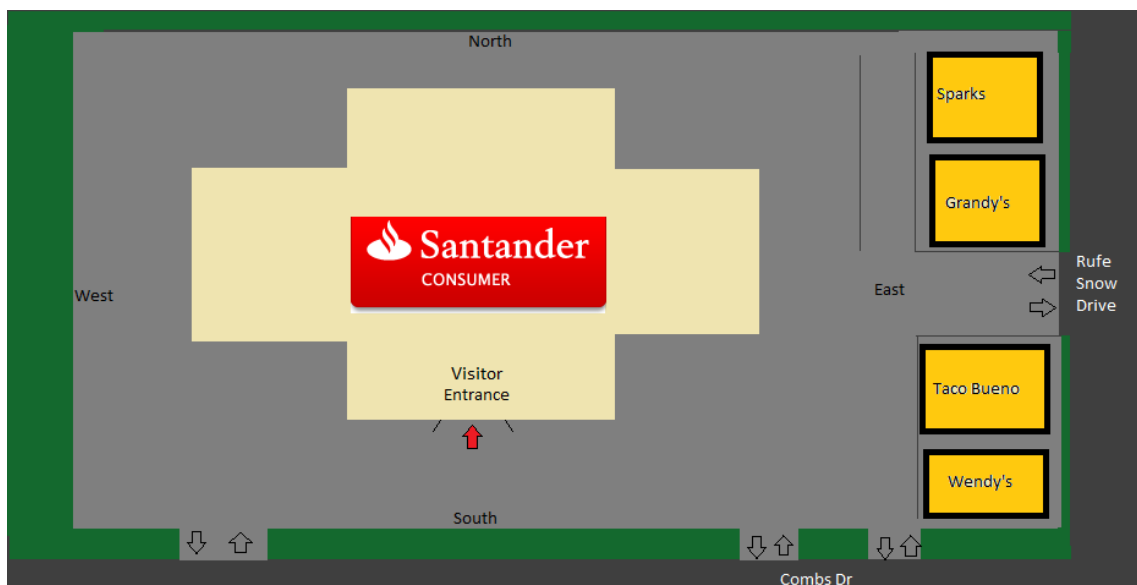 North
Sparks
Grandy's
Santander
CONSUMER
Rufe
Snow
Drive
West
East
Visitor
Entrance
Taco Bueno
Wendy's
South
Combs Dr